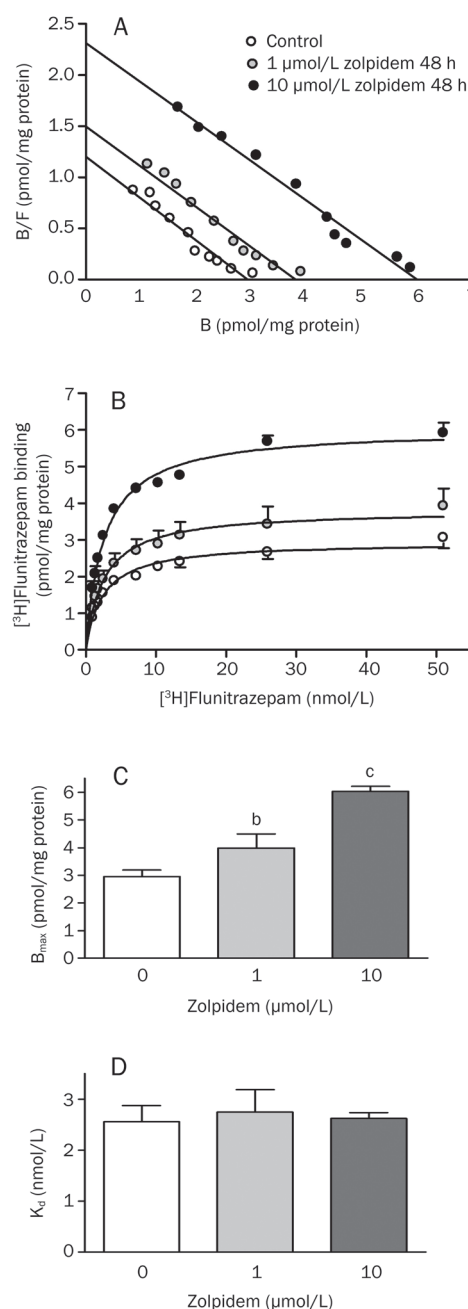 A
Control
1 µmol/L zolpidem 48 h
10 µmol/L zolpidem 48 h
B/F (pmol/mg protein)
2.5
2.0
1.5
1.0
0.5
0.0
0 1 2 3 4 5 6 7
B (pmol/mg protein)
B
[³H]Flunitrazepam binding
(pmol/mg protein)
7
6
5
4
3
2
1
0
0 10 20 30 40 50
[³H]Flunitrazepam (nmol/L)
C
Bmax (pmol/mg protein)
6
5
4
3
2
1
0
b
c
0 1 10
Zolpidem (µmol/L)
D
Kd (nmol/L)
3
2
1
0
0 1 10
Zolpidem (µmol/L)